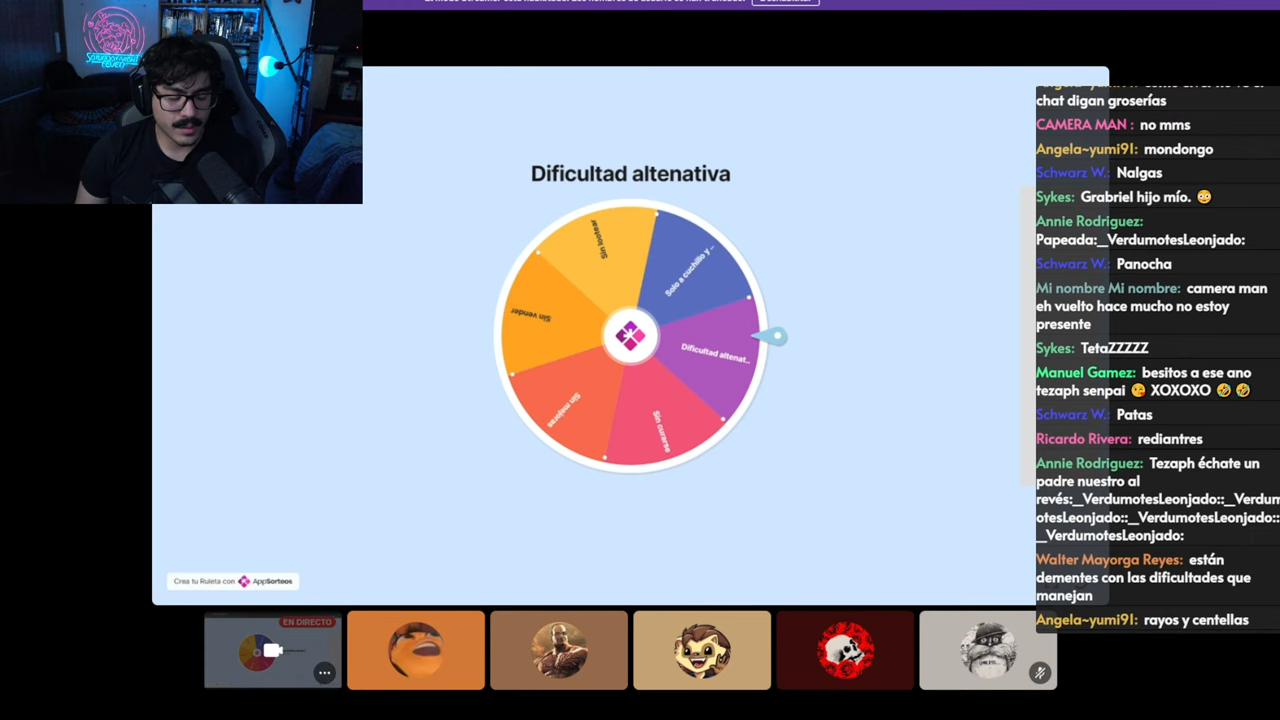 SATURDAY NIGHT
FEVER
Dificultad altenativa
Sin lootear
Solo a cuchillo y ..
Sin vender
Dificultad altenat..
Sin mejoras
Sin curarse
Crea tu Ruleta con AppSorteos
EN DIRECTO
chat digan groserías
CAMERA MAN : no mms
Angela~yumi91: mondongo
Schwarz W.: Nalgas
Sykes: Grabriel hijo mío. 😳
Annie Rodriguez:
Papeada:_VerdumotesLeonjado:
Schwarz W.: Panocha
Mi nombre Mi nombre: camera man
eh vuelto hace mucho no estoy
presente
Sykes: TetaZZZZZ
Manuel Gamez: besitos a ese ano
tezaph senpai 😘 XOXOXO 🤣 🤣
Schwarz W.: Patas
Ricardo Rivera: rediantres
Annie Rodriguez: Tezaph échate un
padre nuestro al
revés:_VerdumotesLeonjado::_Verdum
otesLeonjado::_VerdumotesLeonjado::
_VerdumotesLeonjado:
Walter Mayorga Reyes: están
dementes con las dificultades que
manejan
Angela~yumi91: rayos y centellas